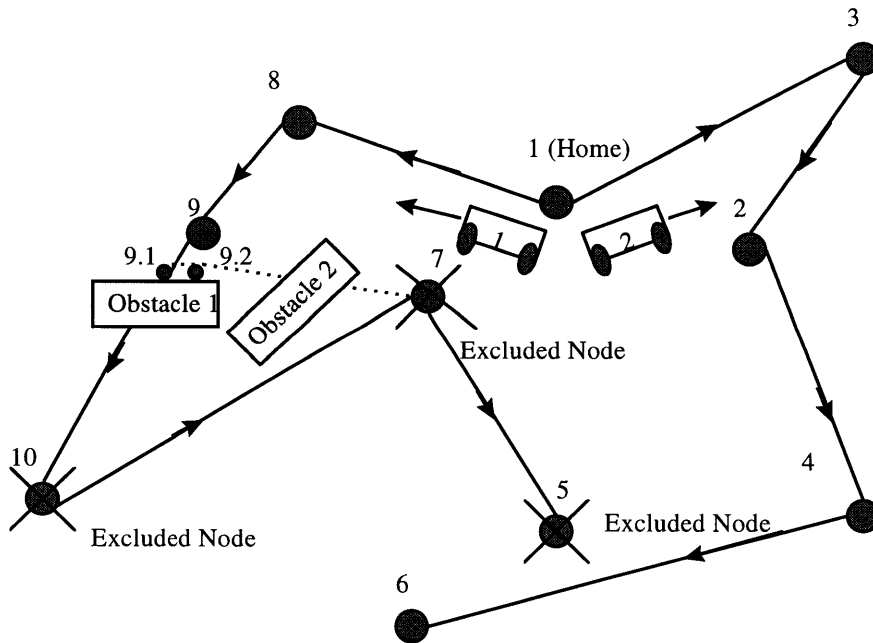 3
8
1 (Home)
2
9
9.1
9.2
7
1
2
Obstacle 1
Obstacle 2
Excluded Node
10
Excluded Node
5
Excluded Node
4
6